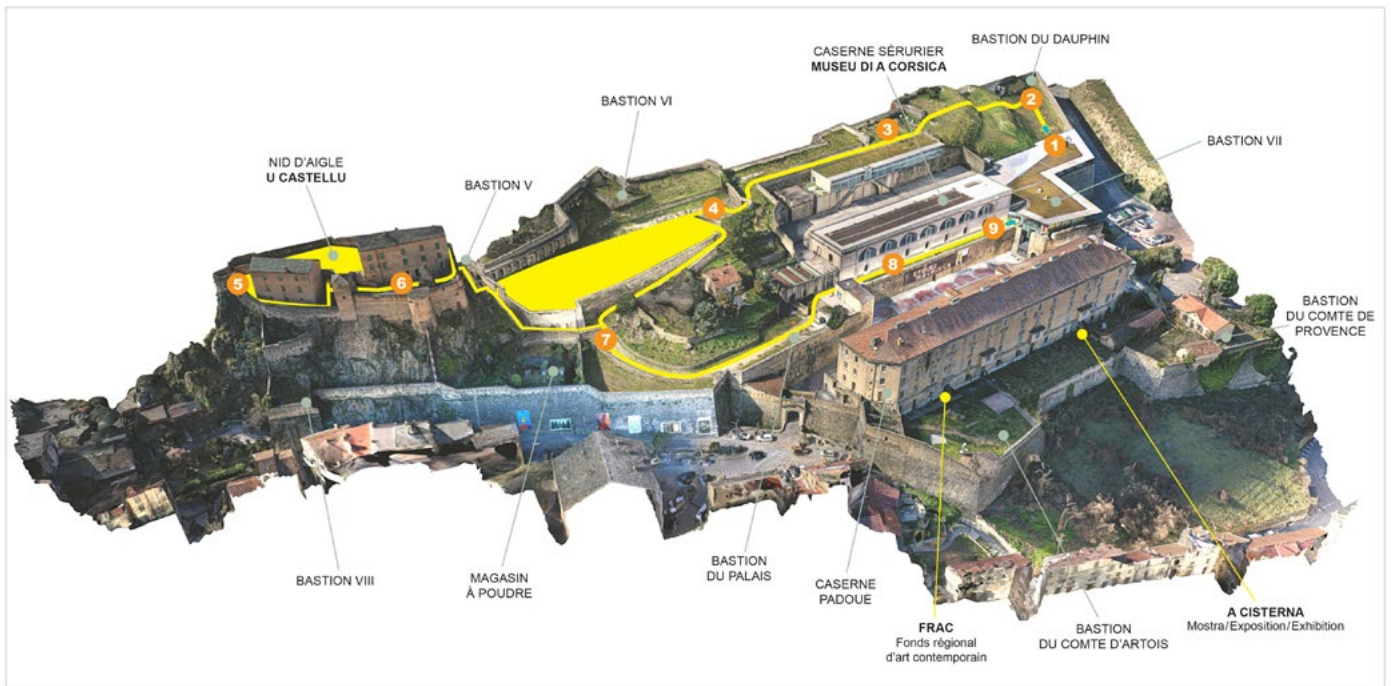 BASTION DU DAUPHIN
CASERNE SÉRURIER
MUSEU DI A CORSICA
BASTION VI
2
3
1
BASTION VII
NID D'AIGLE
U CASTELLU
BASTION V
4
9
5
6
8
BASTION
DU COMTE DE
PROVENCE
7
BASTION VIII
MAGASIN
À POUDRE
BASTION
DU PALAIS
CASERNE
PADOUE
FRAC
Fonds régional
d'art contemporain
BASTION
DU COMTE D'ARTOIS
A CISTERNA
Mostra/Exposition/Exhibition